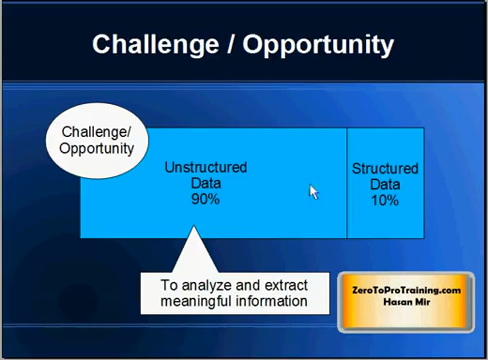 Challenge / Opportunity
Challenge/
Opportunity
Unstructured
Data
90%
Structured
Data
10%
To analyze and extract
meaningful information
ZeroToProTraining.com
Hasan Mir